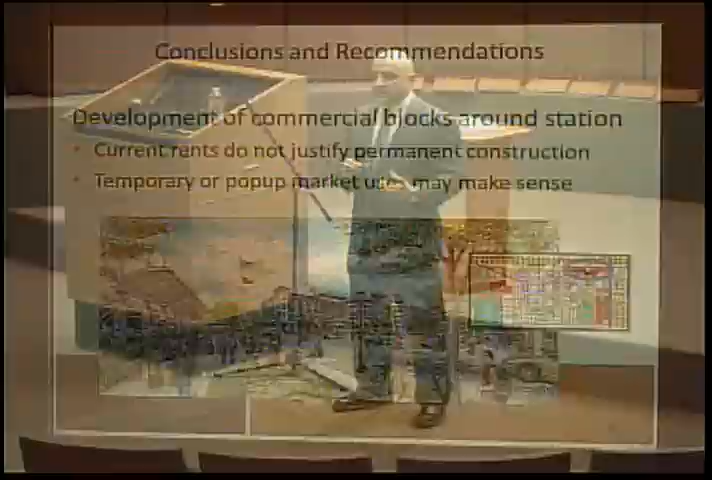 Conclusions and Recommendations
Development of commercial blocks around station
• Current rents do not justify permanent construction
• Temporary or popup market uses may make sense